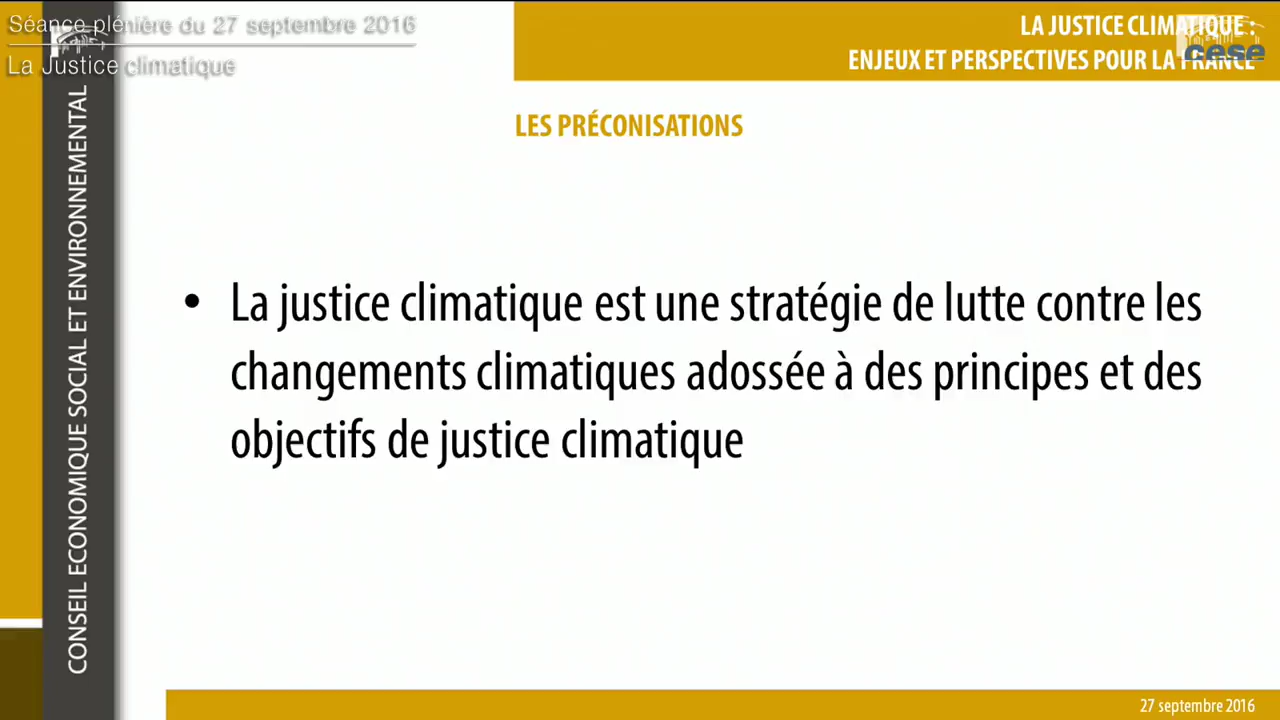 Séance plénière du 27 septembre 2016
La Justice climatique
LA JUSTICE CLIMATIQUE :
ENJEUX ET PERSPECTIVES POUR LA FRANCE
cese
CONSEIL ECONOMIQUE SOCIAL ET ENVIRONNEMENTAL
LES PRÉCONISATIONS
• La justice climatique est une stratégie de lutte contre les
changements climatiques adossée à des principes et des
objectifs de justice climatique
27 septembre 2016